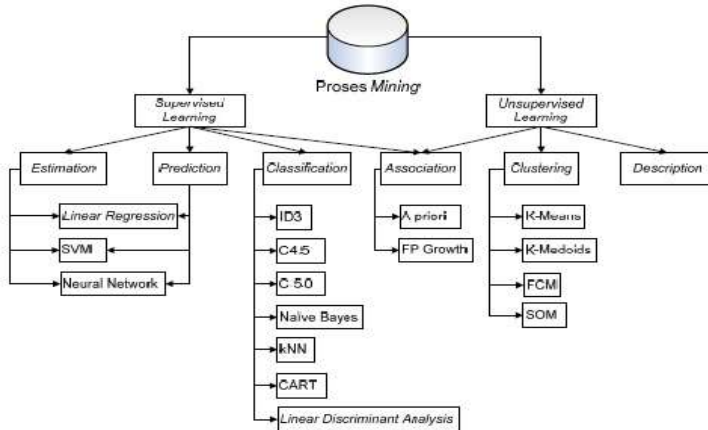 Proses Mining
Supervised
Learning
Unsupervised
Learning
Estimation
Prediction
Classification
Association
Clustering
Description
Linear Regression
SVM
Neural Network
ID3
C4.5
C 5.0
Naive Bayes
kNN
CART
Linear Discriminant Analysis
A priori
FP Growth
K-Means
K-Medoids
FCM
SOM